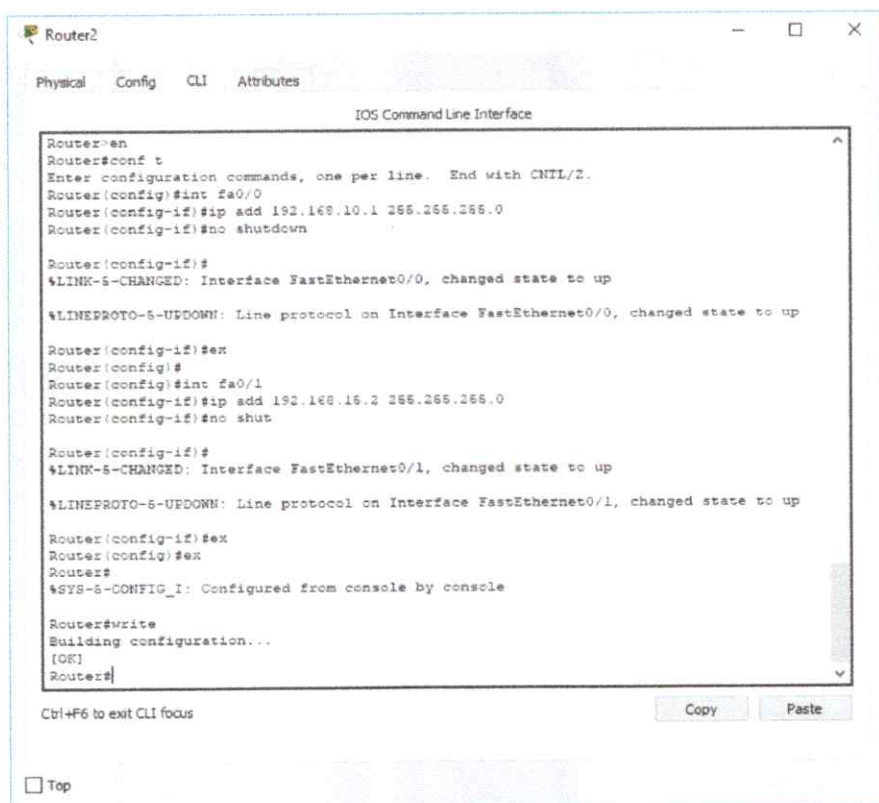 Router2
Physical Config CLI Attributes
IOS Command Line Interface
Router>en
Router#conf t
Enter configuration commands, one per line. End with CNTL/Z.
Router(config)#int fa0/0
Router(config-if)#ip add 192.168.10.1 255.255.255.0
Router(config-if)#no shutdown
Router(config-if)#
%LINK-5-CHANGED: Interface FastEthernet0/0, changed state to up
%LINEPROTO-5-UPDOWN: Line protocol on Interface FastEthernet0/0, changed state to up
Router(config-if)#ex
Router(config)#
Router(config)#int fa0/1
Router(config-if)#ip add 192.168.15.2 255.255.255.0
Router(config-if)#no shut
Router(config-if)#
%LINK-5-CHANGED: Interface FastEthernet0/1, changed state to up
%LINEPROTO-5-UPDOWN: Line protocol on Interface FastEthernet0/1, changed state to up
Router(config-if)#ex
Router(config)#ex
Router#
%SYS-5-CONFIG_I: Configured from console by console
Router#write
Building configuration...
[OK]
Router#
Ctrl+F6 to exit CLI focus
Copy Paste
Top